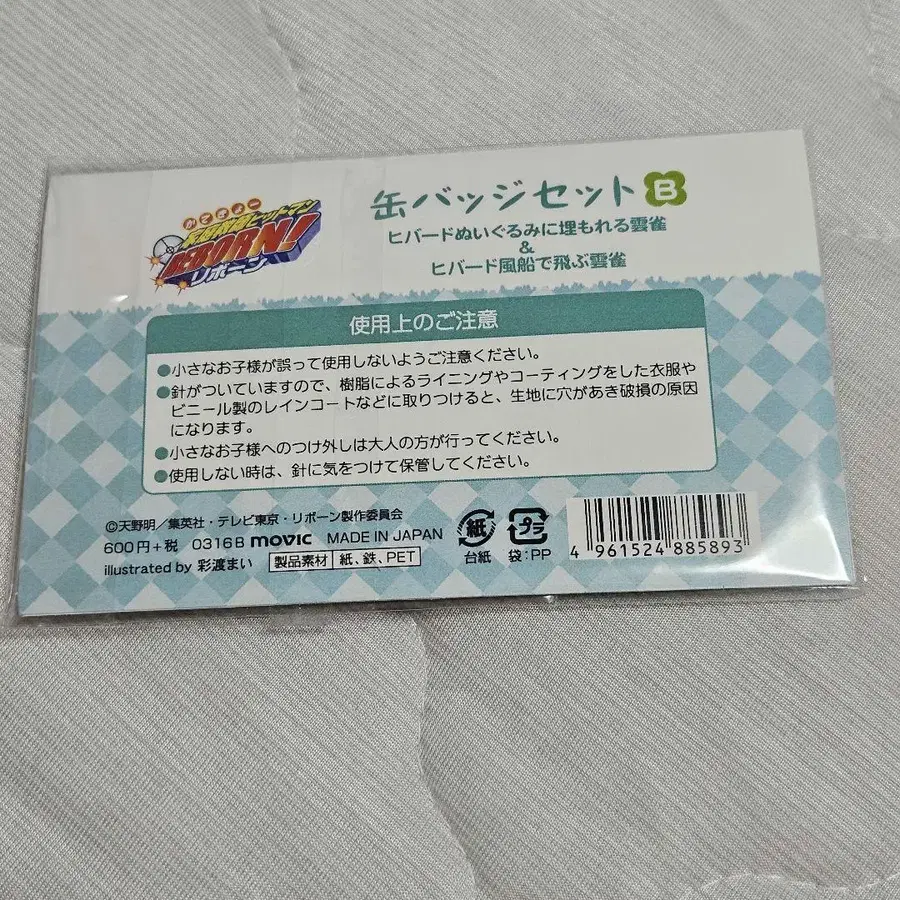 かてきょー
家庭教師ヒットマン
REBORN!
リボーン
缶バッジセット B
ヒバードぬいぐるみに埋もれる雲雀
&
ヒバード風船で飛ぶ雲雀
使用上のご注意
●小さなお子様が誤って使用しないようご注意ください。
●針がついていますので、樹脂によるライニングやコーティングをした衣服や
ビニール製のレインコートなどに取りつけると、生地に穴があき破損の原因
になります。
●小さなお子様へのつけ外しは大人の方が行ってください。
●使用しない時は、針に気をつけて保管してください。
©天野明/集英社・テレビ東京・リボーン製作委員会
600円+税 0316B movic MADE IN JAPAN
illustrated by 彩渡まい 製品素材 紙、鉄、PET
紙 プラ
台紙 袋:PP
4 961524 885893